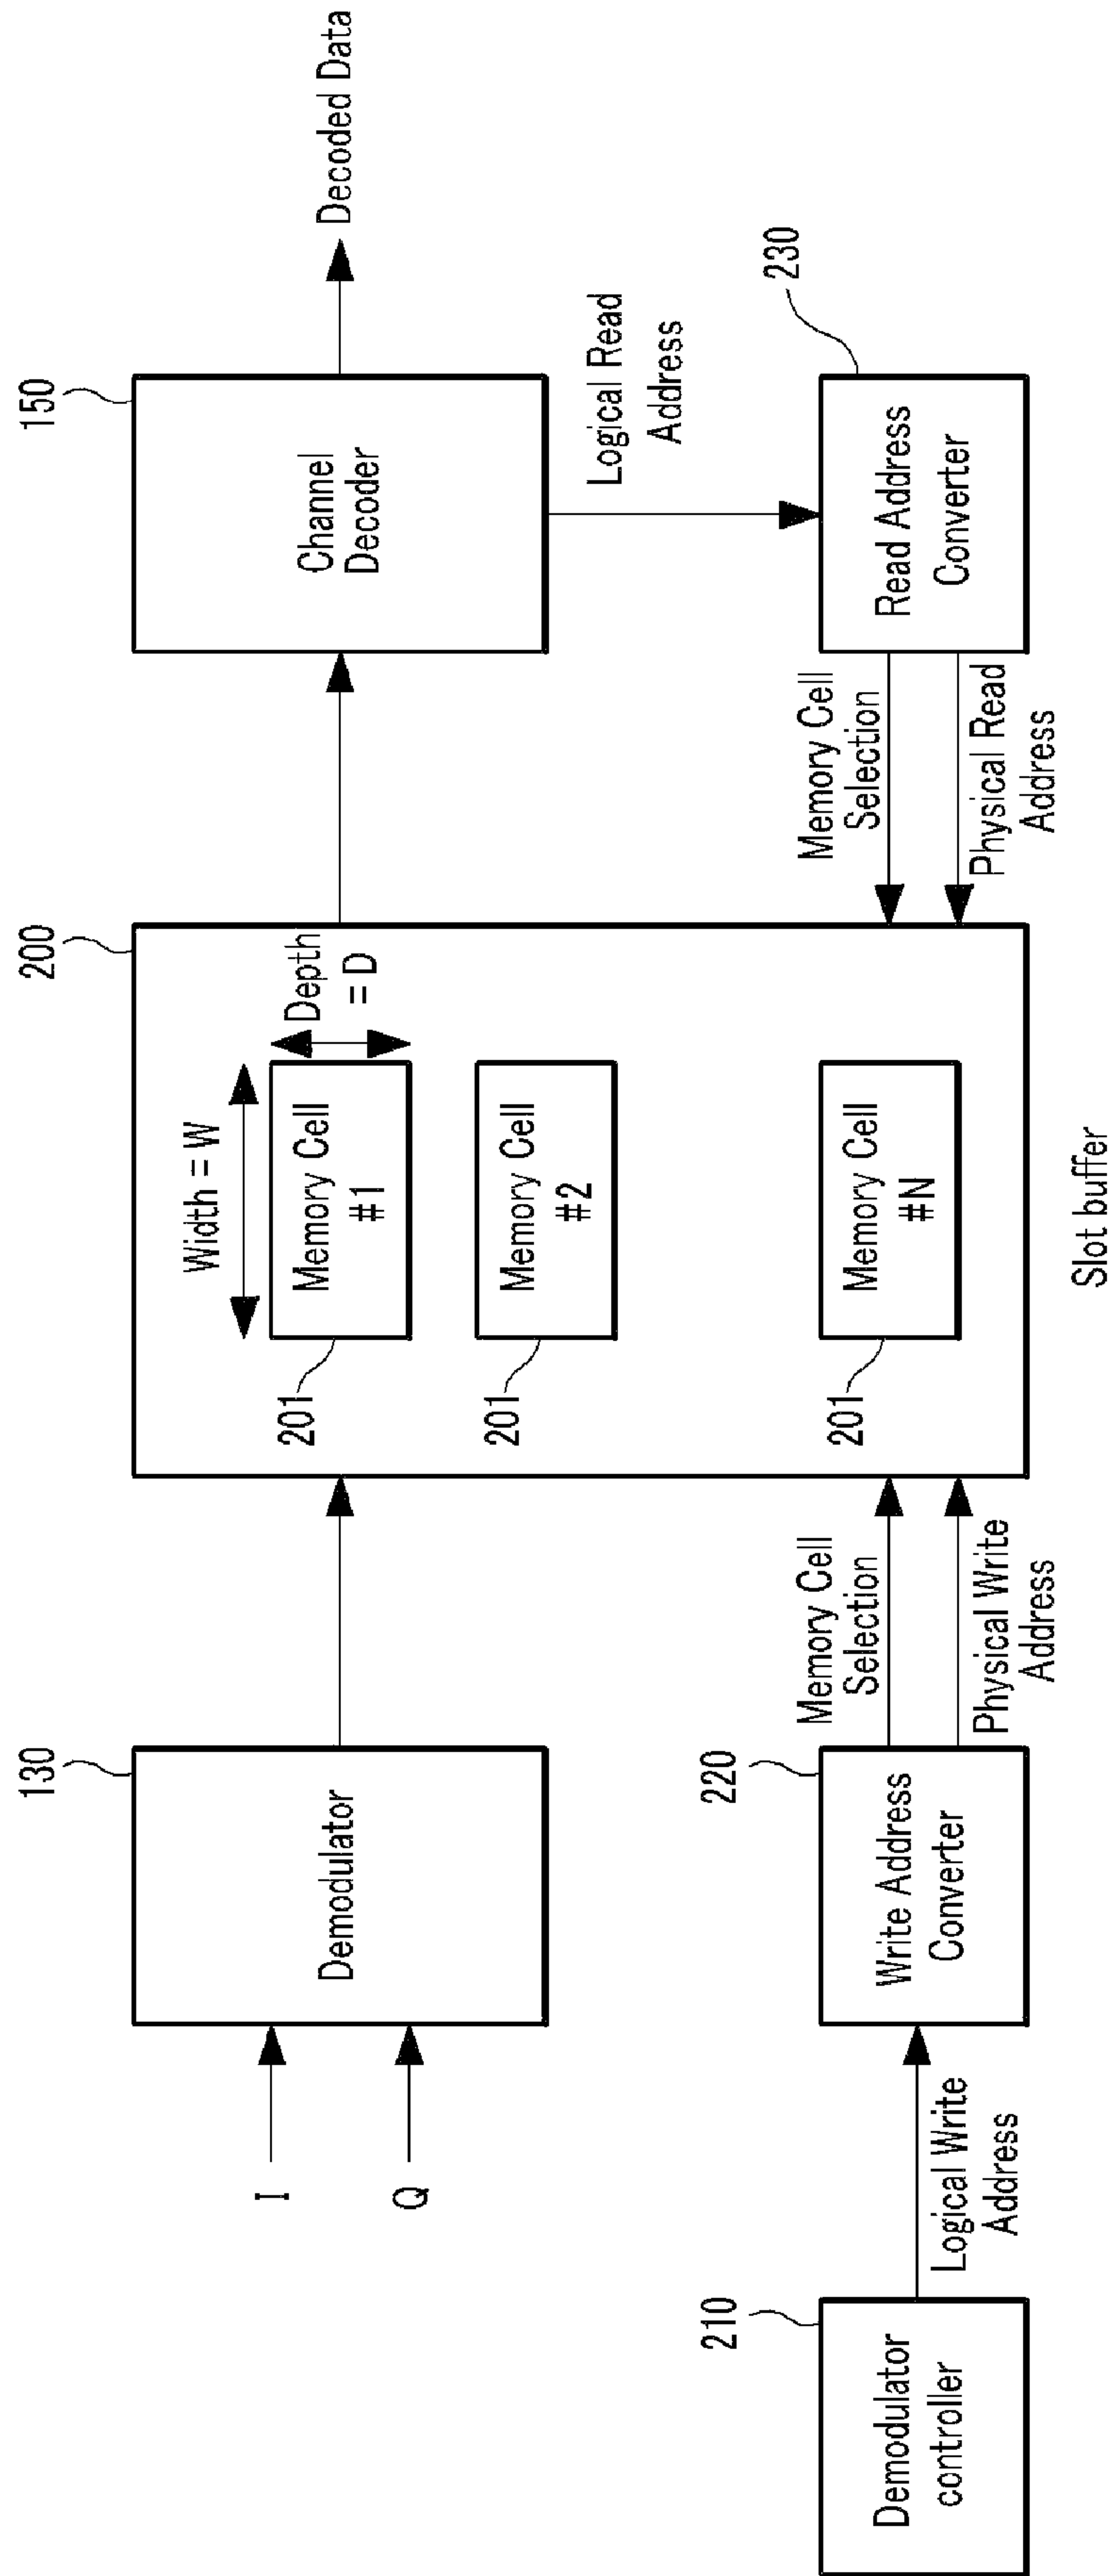 130
200
150
I
Q
Demodulator
Width = W
Depth
= D
Memory Cell
#1
201
Memory Cell
#2
201
Memory Cell
#N
201
Channel
Decoder
Decoded Data
Logical Read
Address
210
Demodulator
controller
Logical Write
Address
220
Write Address
Converter
Memory Cell
Selection
Physical Write
Address
Memory Cell
Selection
Physical Read
Address
230
Read Address
Converter
Slot buffer